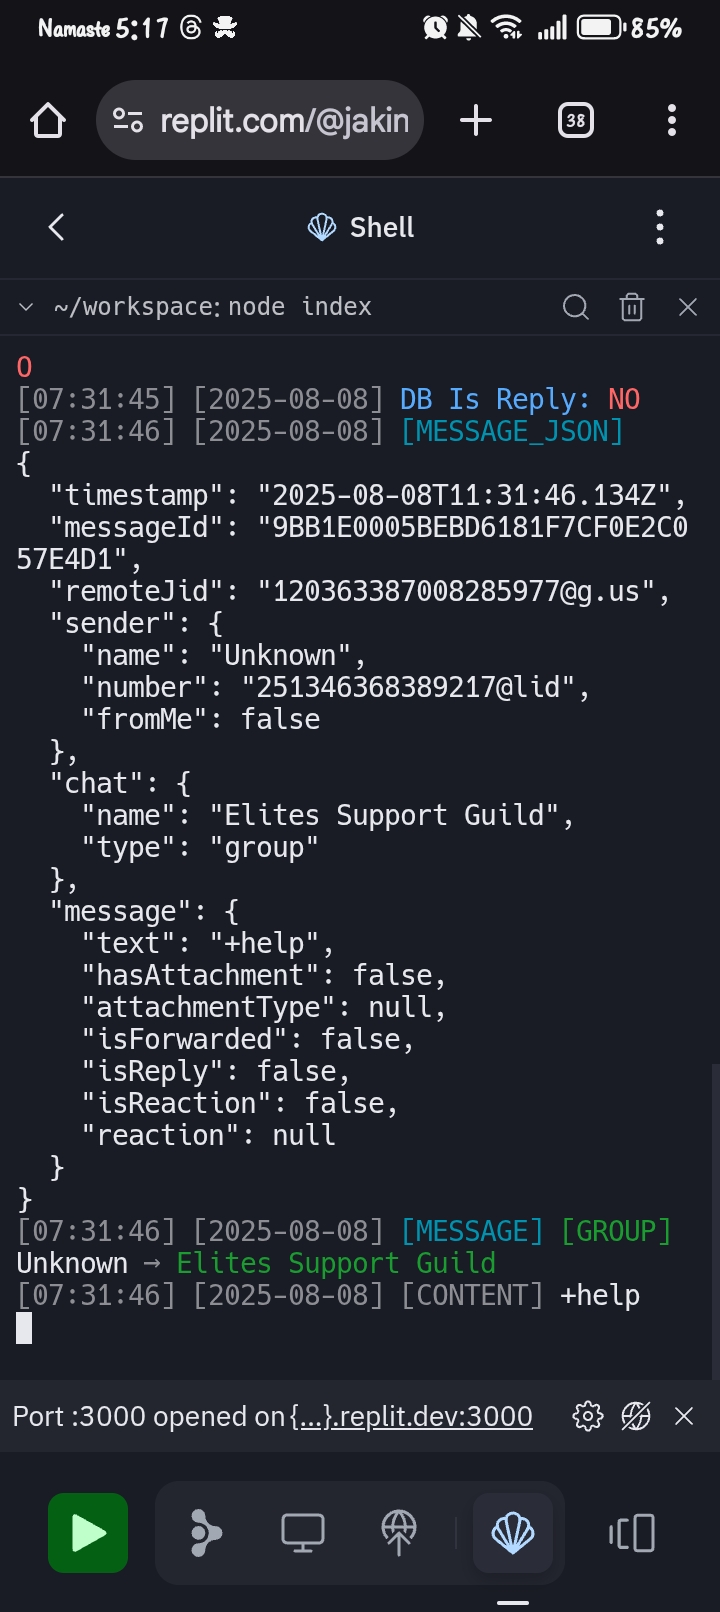 Namaste 5:17 85%
replit.com/@jakin 38
Shell
~/workspace: node index
O
[07:31:45] [2025-08-08] DB Is Reply: NO
[07:31:46] [2025-08-08] [MESSAGE_JSON]
{
  "timestamp": "2025-08-08T11:31:46.134Z",
  "messageId": "9BB1E0005BEBD6181F7CF0E2C0
57E4D1",
  "remoteJid": "120363387008285977@g.us",
  "sender": {
    "name": "Unknown",
    "number": "251346368389217@lid",
    "fromMe": false
  },
  "chat": {
    "name": "Elites Support Guild",
    "type": "group"
  },
  "message": {
    "text": "+help",
    "hasAttachment": false,
    "attachmentType": null,
    "isForwarded": false,
    "isReply": false,
    "isReaction": false,
    "reaction": null
  }
}
[07:31:46] [2025-08-08] [MESSAGE] [GROUP]
Unknown → Elites Support Guild
[07:31:46] [2025-08-08] [CONTENT] +help
Port :3000 opened on {...}.replit.dev:3000